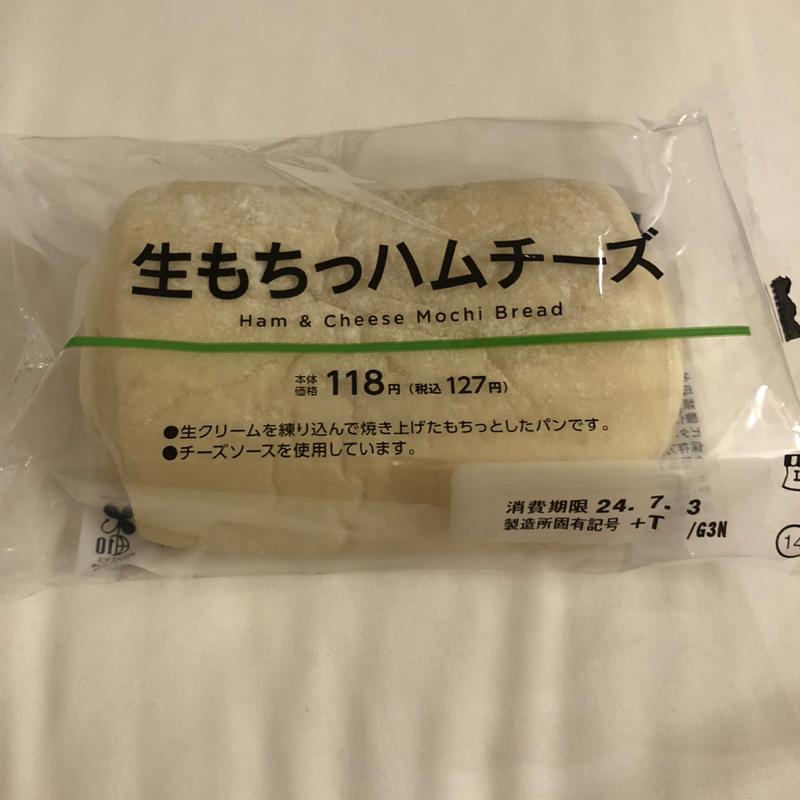 生もちっハムチーズ
Ham & Cheese Mochi Bread
本体価格 118円（税込127円）
●生クリームを練り込んで焼き上げたもちっとしたパンです。
●チーズソースを使用しています。
消費期限 24. 7. 3
製造所固有記号 +T /G3N
14